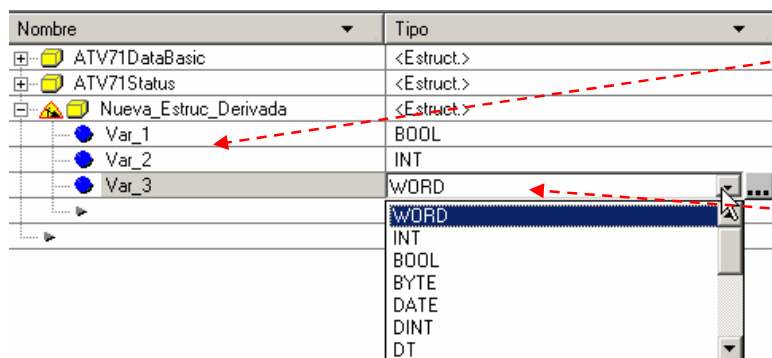 Nombre Tipo
ATV71DataBasic <Estruct.>
ATV71Status <Estruct.>
Nueva_Estruc_Derivada <Estruct.>
Var_1 BOOL
Var_2 INT
Var_3 WORD ...
WORD
INT
BOOL
BYTE
DATE
DINT
DT